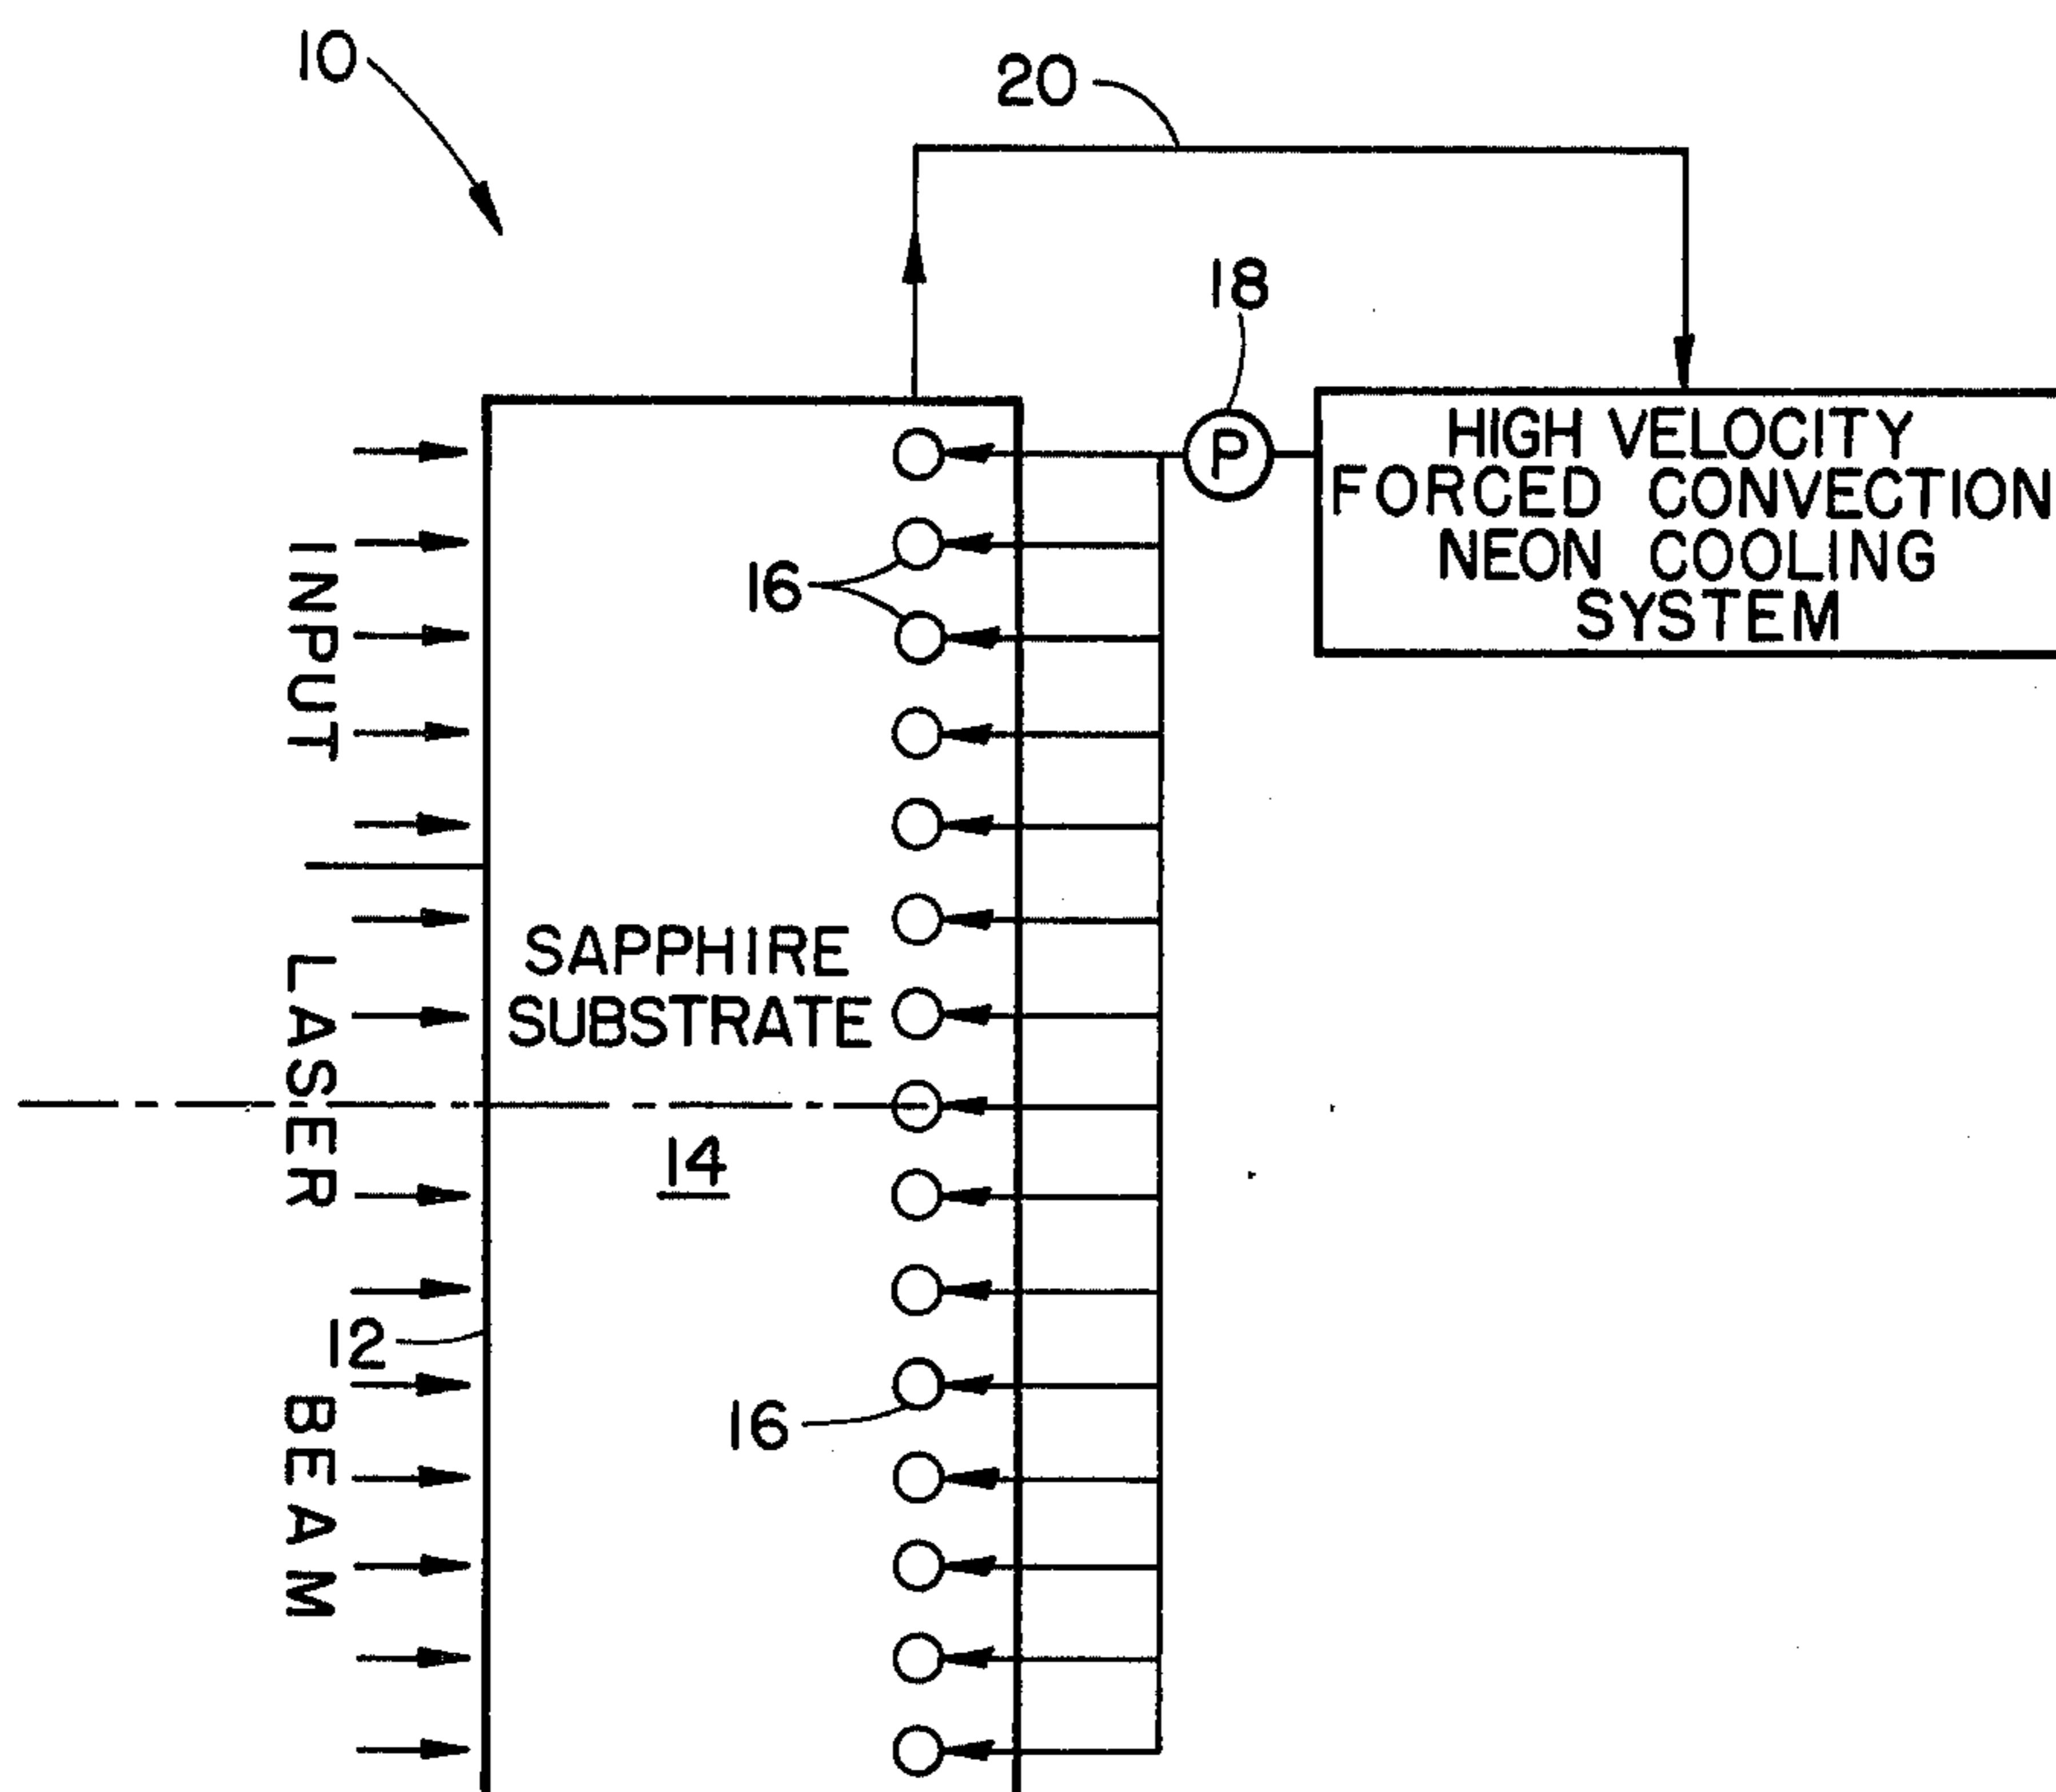 10
20
18
P
HIGH VELOCITY
FORCED CONVECTION
NEON COOLING
SYSTEM
16
INPUT LASER BEAM
SAPPHIRE
SUBSTRATE
14
12
16